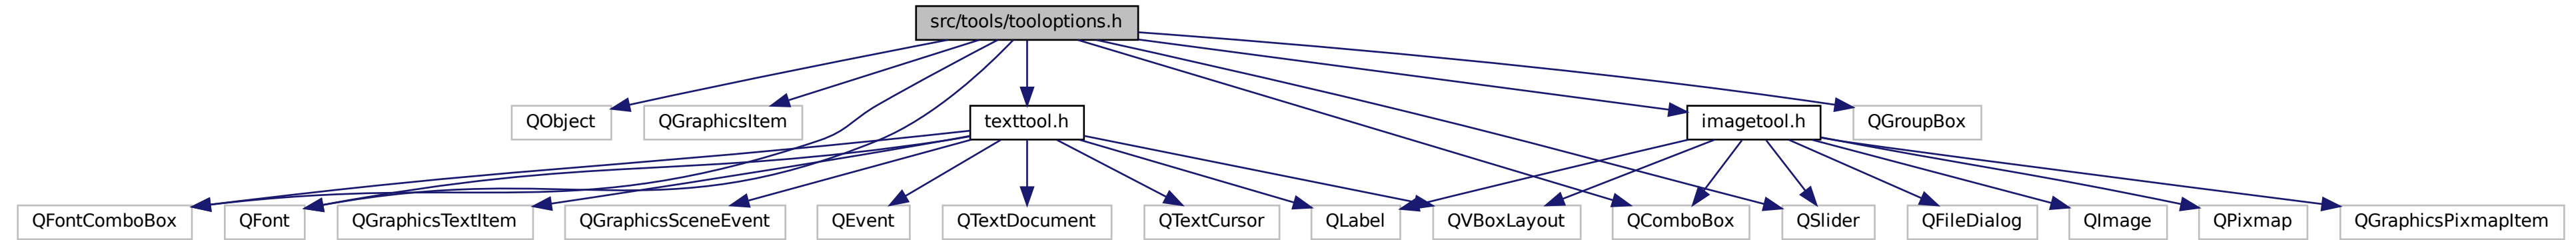 src/tools/tooloptions.h
QObject
QGraphicsItem
texttool.h
imagetool.h
QGroupBox
QFontComboBox
QFont
QGraphicsTextItem
QGraphicsSceneEvent
QEvent
QTextDocument
QTextCursor
QLabel
QVBoxLayout
QComboBox
QSlider
QFileDialog
QImage
QPixmap
QGraphicsPixmapItem